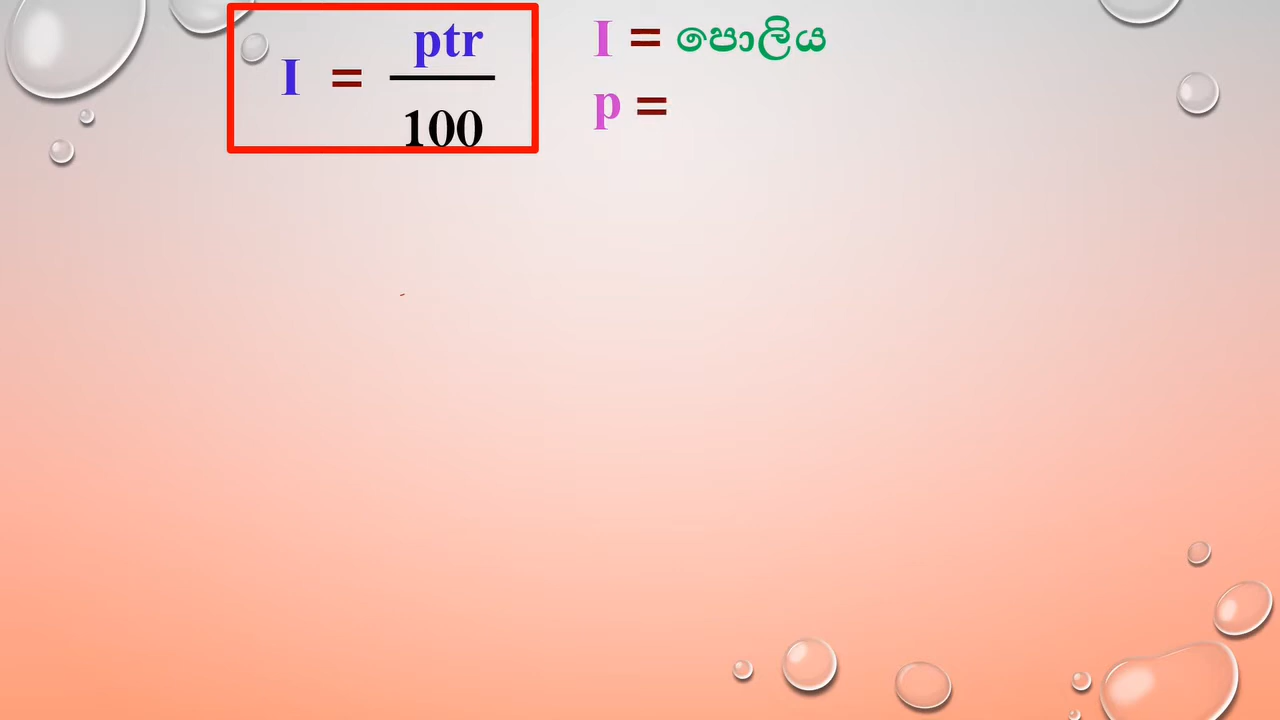 I = ptr / 100
I = පොලිය
p =